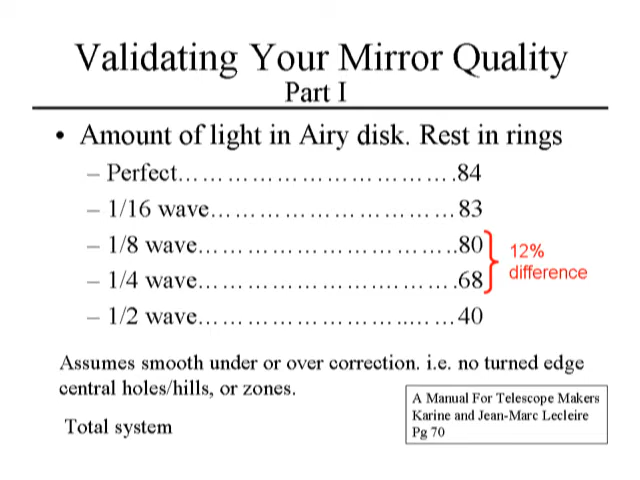 Validating Your Mirror Quality
Part I
• Amount of light in Airy disk. Rest in rings
– Perfect……………………………….84
– 1/16 wave……………………………83
– 1/8 wave……………………………..80
– 1/4 wave…………………….……….68
– 1/2 wave………………………..……40
12%
difference
Assumes smooth under or over correction. i.e. no turned edge
central holes/hills, or zones.
Total system
A Manual For Telescope Makers
Karine and Jean-Marc Lecleire
Pg 70